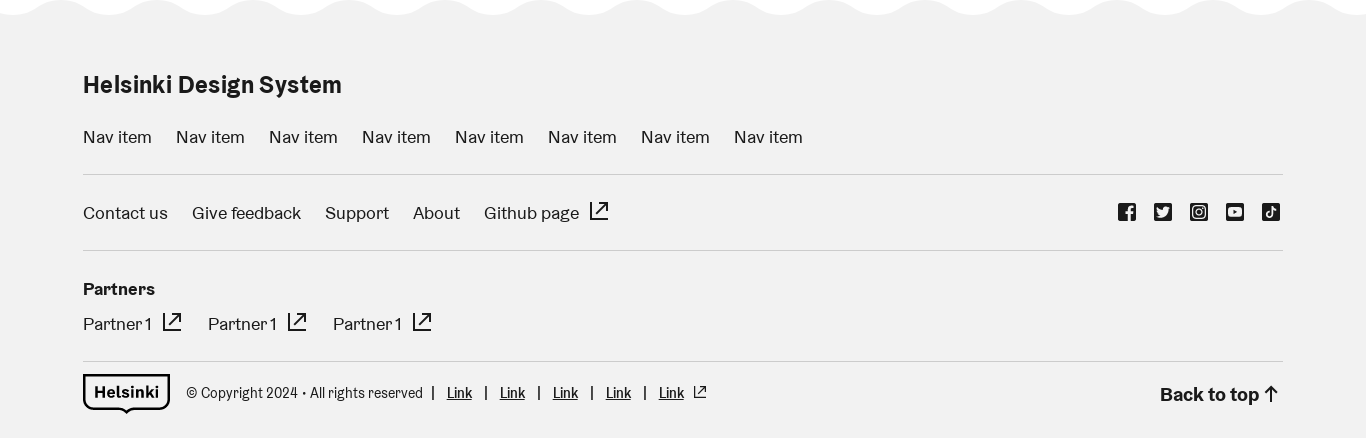 Helsinki Design System
Nav item Nav item Nav item Nav item Nav item Nav item Nav item Nav item
Contact us Give feedback Support About Github page
Partners
Partner 1 Partner 1 Partner 1
Helsinki © Copyright 2024 • All rights reserved | Link | Link | Link | Link | Link Back to top